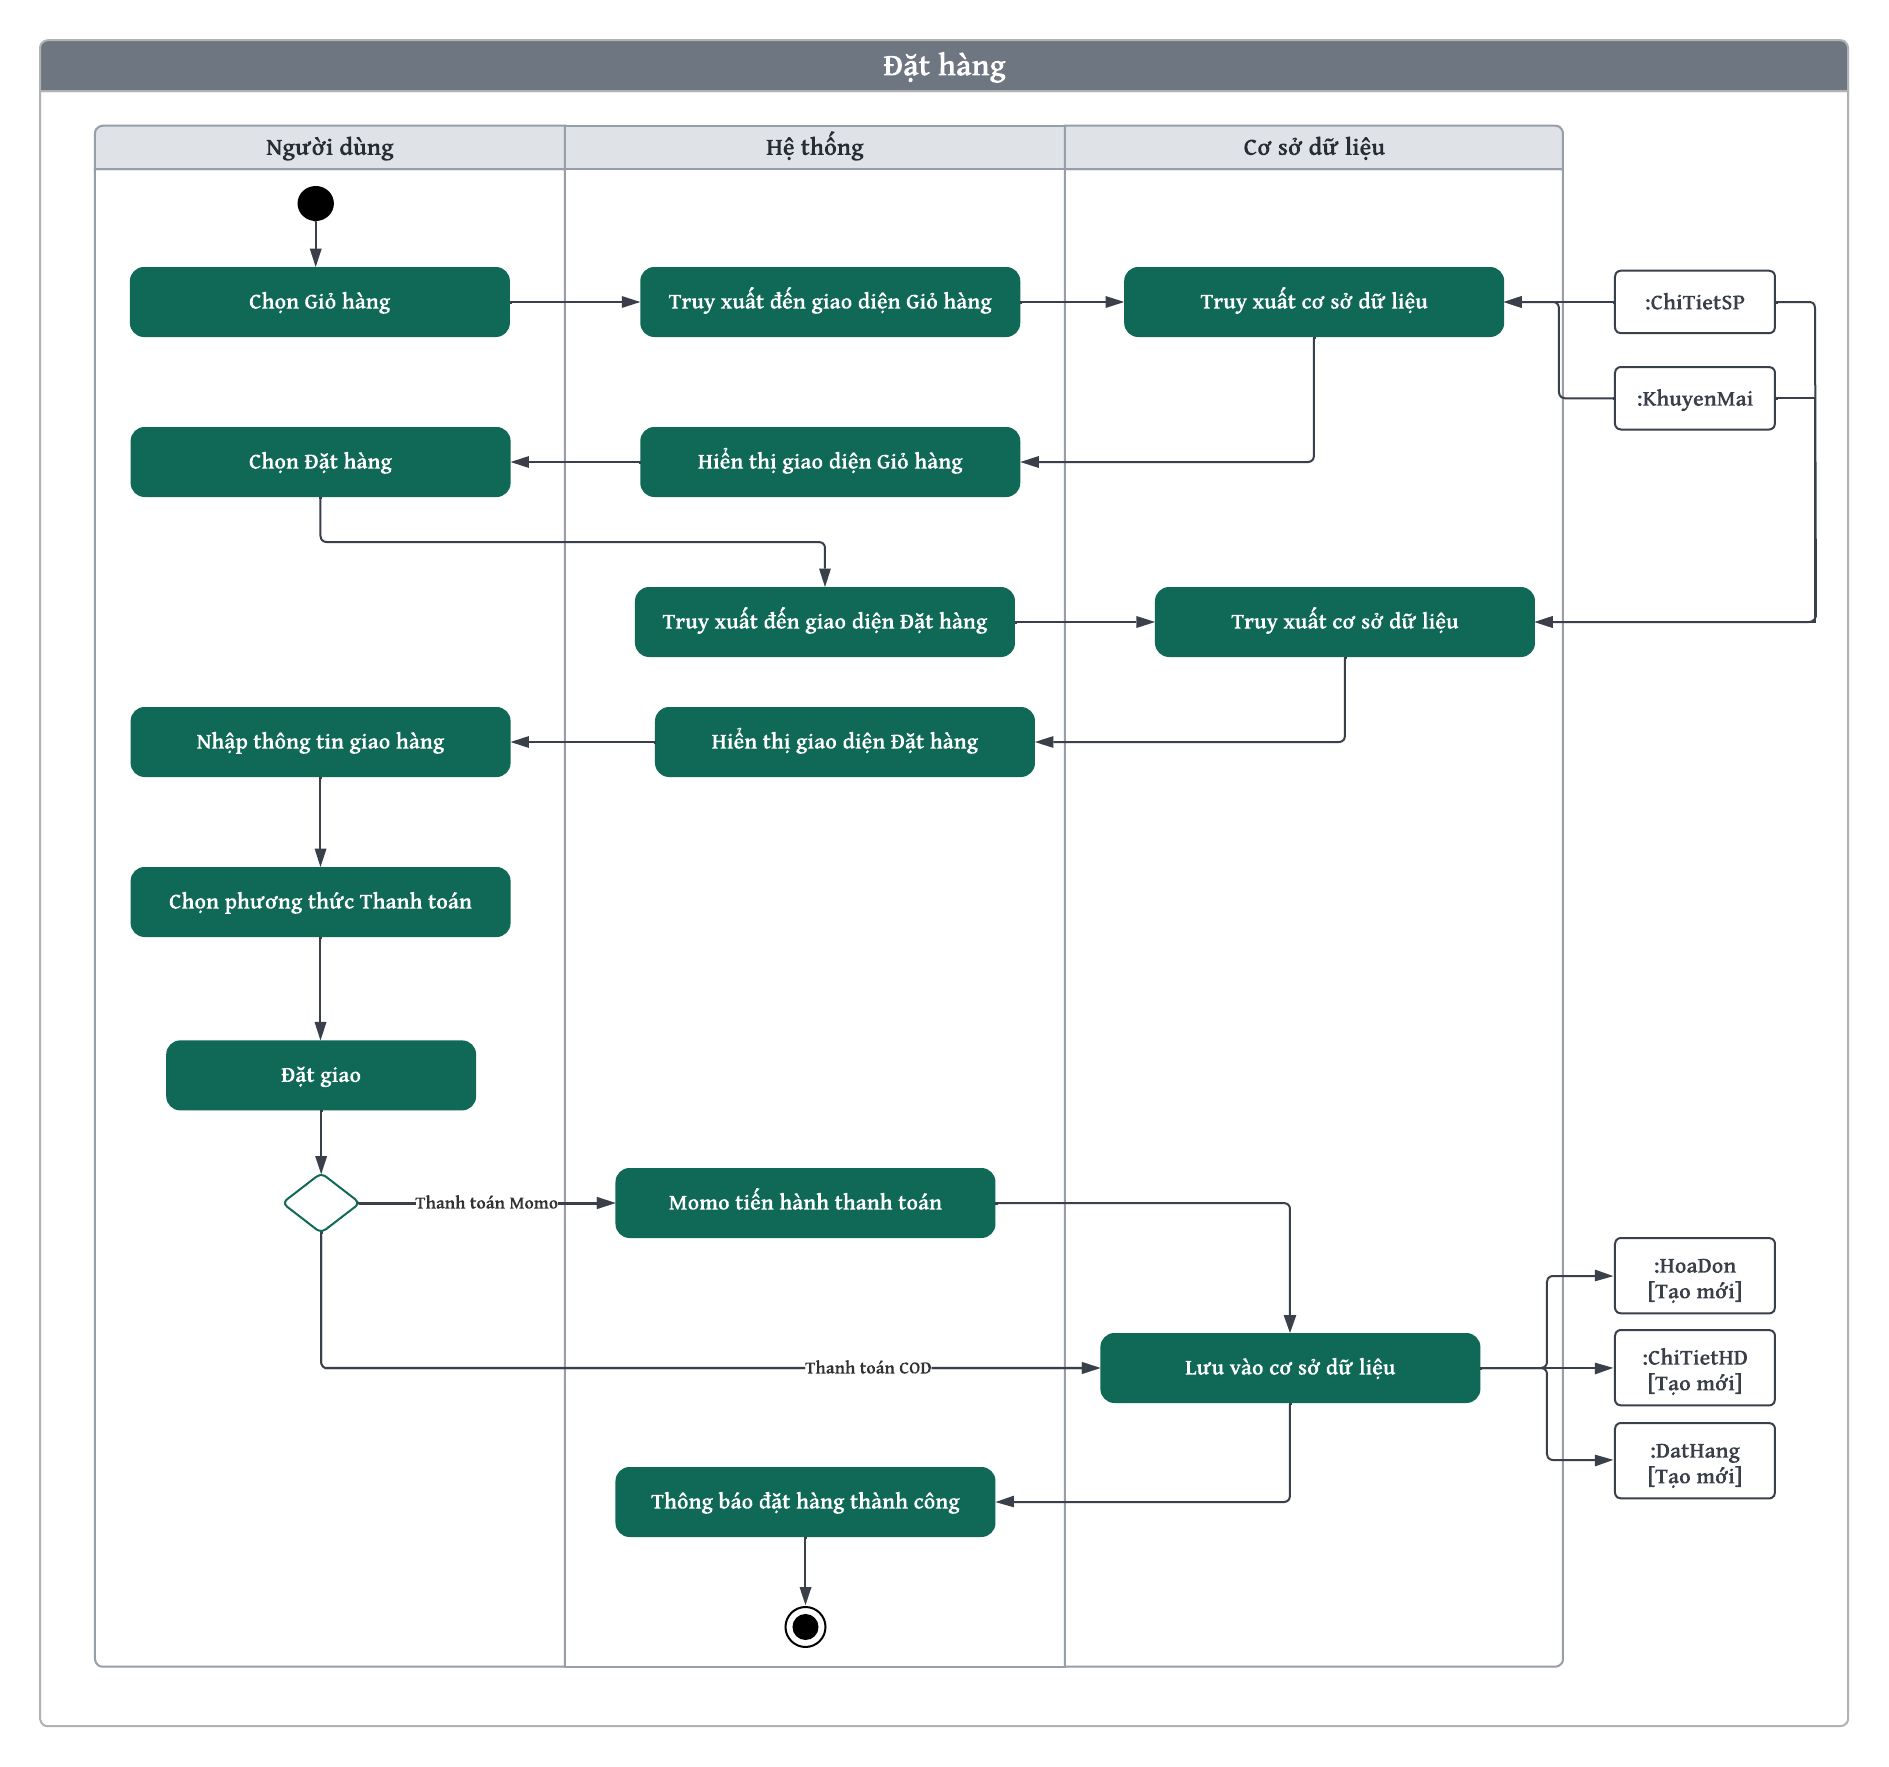 Đặt hàng
Người dùng
Hệ thống
Cơ sở dữ liệu
Chọn Giỏ hàng
Truy xuất đến giao diện Giỏ hàng
Truy xuất cơ sở dữ liệu
:ChiTietSP
:KhuyenMai
Chọn Đặt hàng
Hiển thị giao diện Giỏ hàng
Truy xuất đến giao diện Đặt hàng
Truy xuất cơ sở dữ liệu
Nhập thông tin giao hàng
Hiển thị giao diện Đặt hàng
Chọn phương thức Thanh toán
Đặt giao
Thanh toán Momo
Momo tiến hành thanh toán
:HoaDon
[Tạo mới]
Thanh toán COD
Lưu vào cơ sở dữ liệu
:ChiTietHD
[Tạo mới]
:DatHang
[Tạo mới]
Thông báo đặt hàng thành công